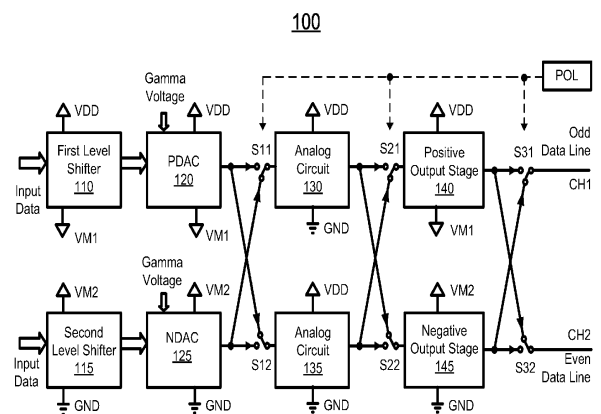 100
POL
Gamma
Voltage
VDD
VDD
S11
VDD
S21
VDD
S31
Odd
Data Line
First Level
Shifter
110
PDAC
120
Analog
Circuit
130
Positive
Output Stage
140
CH1
Input
Data
VM1
VM1
GND
VM1
Gamma
Voltage
VM2
VM2
VDD
VM2
Second
Level Shifter
115
NDAC
125
Analog
Circuit
135
Negative
Output Stage
145
CH2
Even
Data Line
Input
Data
S12
S22
S32
GND
GND
GND
GND